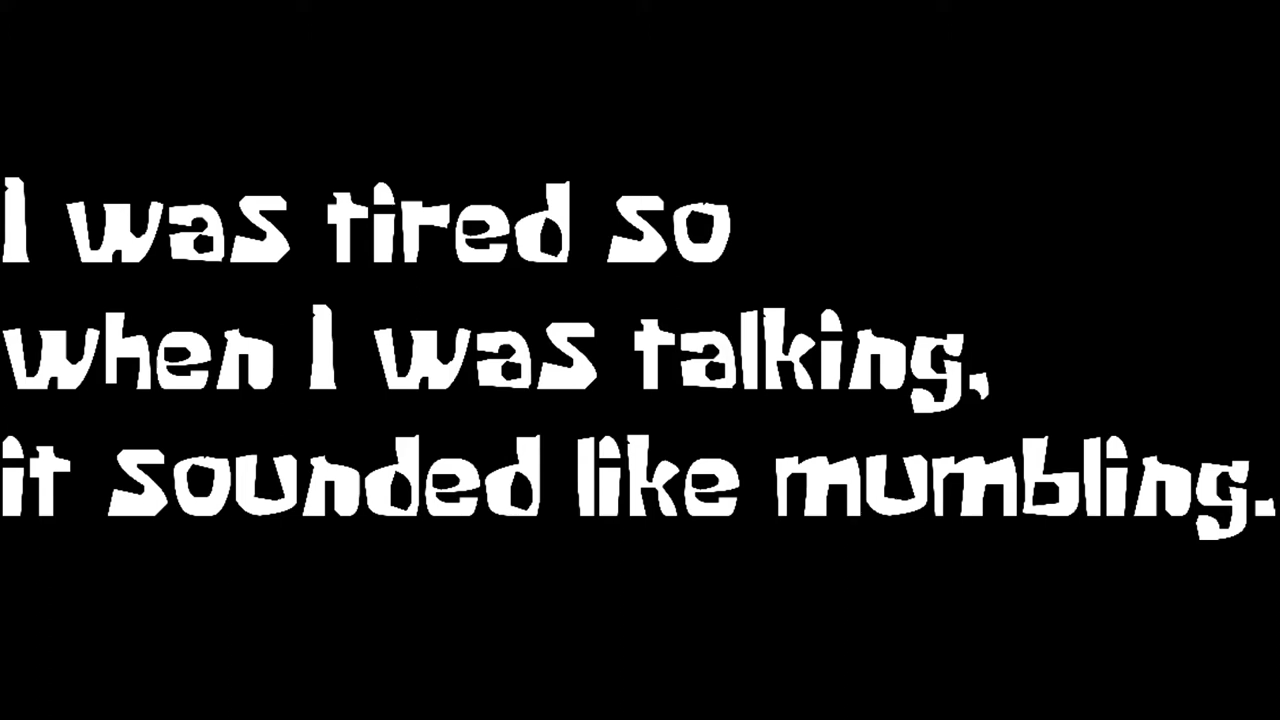 I was tired so
when I was talking,
it sounded like mumbling.